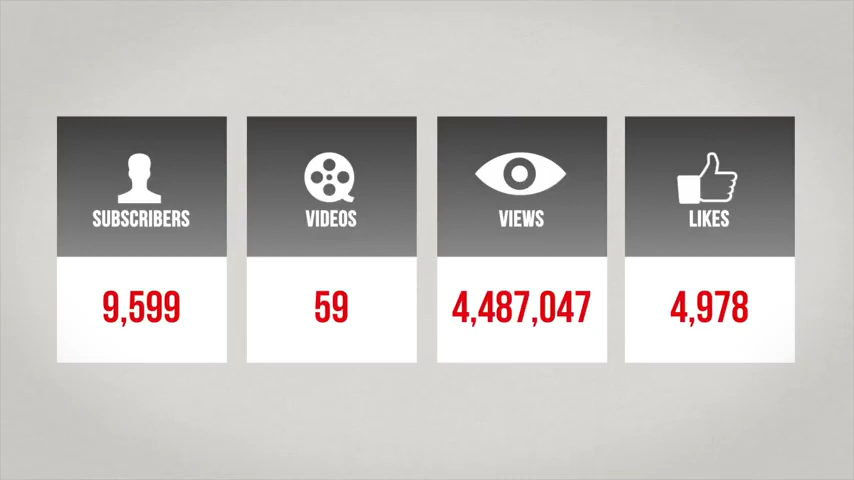 SUBSCRIBERS
9,599
VIDEOS
59
VIEWS
4,487,047
LIKES
4,978